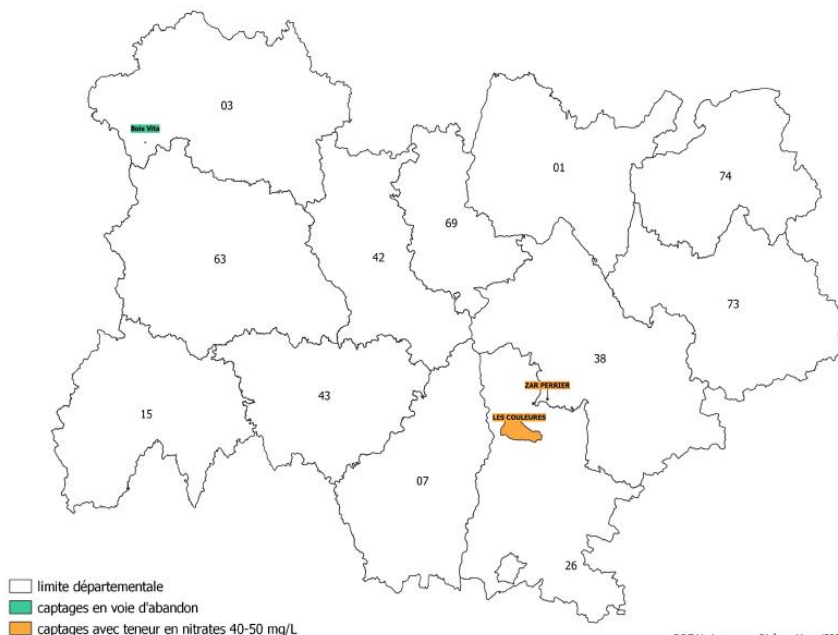 03
Bois Vita
01
74
69
63
42
73
38
ZAR PERRIER
43
15
LES COULEURES
07
26
limite départementale
captages en voie d'abandon
captages avec teneur en nitrates 40-50 mg/L